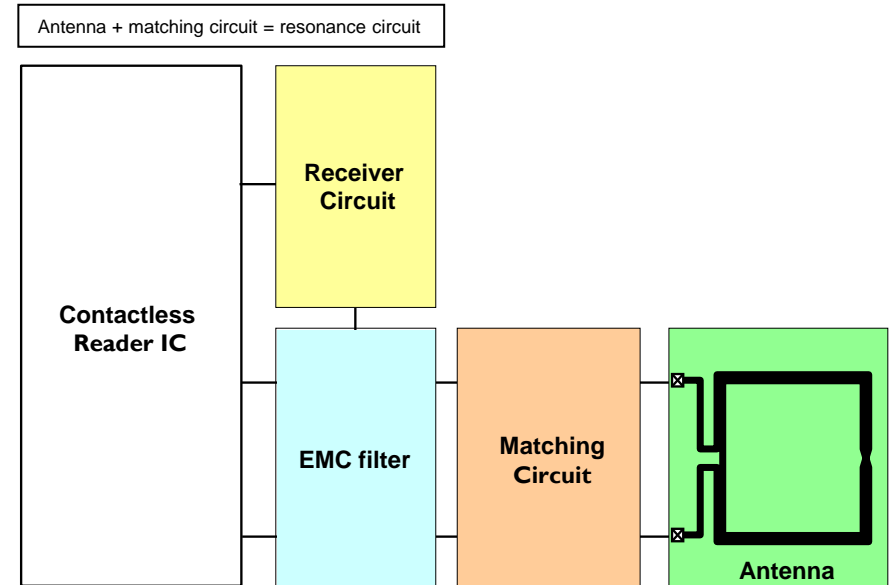 Antenna + matching circuit = resonance circuit
Receiver
Circuit
Contactless
Reader IC
EMC filter
Matching
Circuit
Antenna